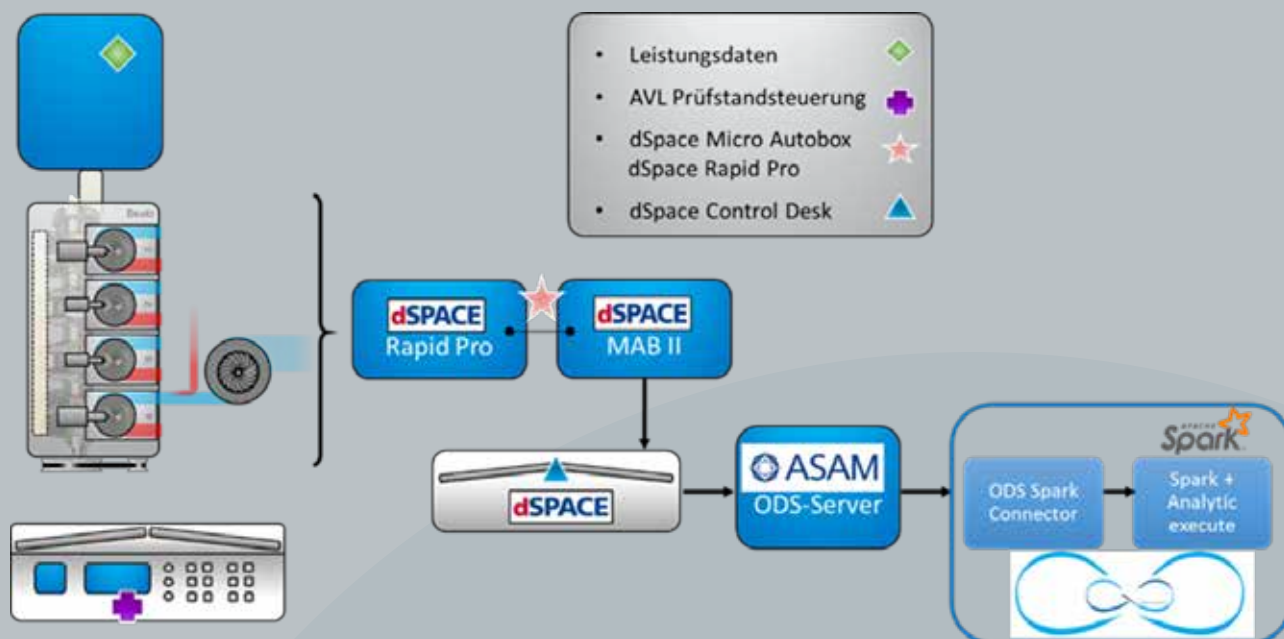 Leistungsdaten
AVL Prüfstandsteuerung
dSpace Micro Autobox
dSpace Rapid Pro
dSpace Control Desk
dSPACE
Rapid Pro
dSPACE
MAB II
dSPACE
ASAM
ODS-Server
APACHE
Spark
ODS Spark
Connector
Spark +
Analytic
execute